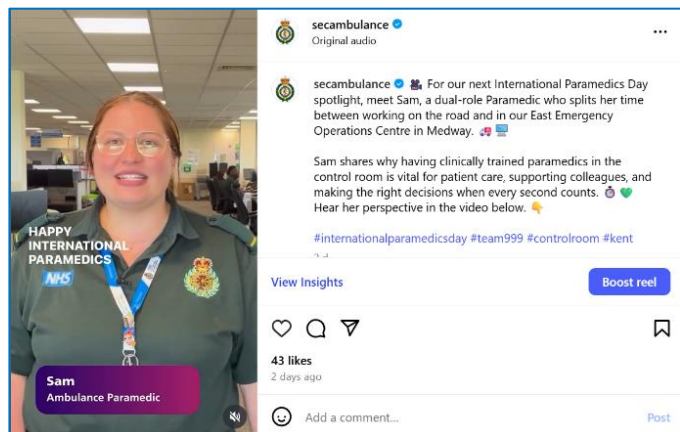 secambulance
Original audio
secambulance 🎥 For our next International Paramedics Day
spotlight, meet Sam, a dual-role Paramedic who splits her time
between working on the road and in our East Emergency
Operations Centre in Medway. 🚑 🖥️
Sam shares why having clinically trained paramedics in the
control room is vital for patient care, supporting colleagues, and
making the right decisions when every second counts. ⏱️ 💚
Hear her perspective in the video below. 👇
#internationalparamedicsday #team999 #controlroom #kent
HAPPY
INTERNATIONAL
PARAMEDICS
NHS
Sam
Ambulance Paramedic
View Insights
Boost reel
43 likes
2 days ago
Add a comment...
Post